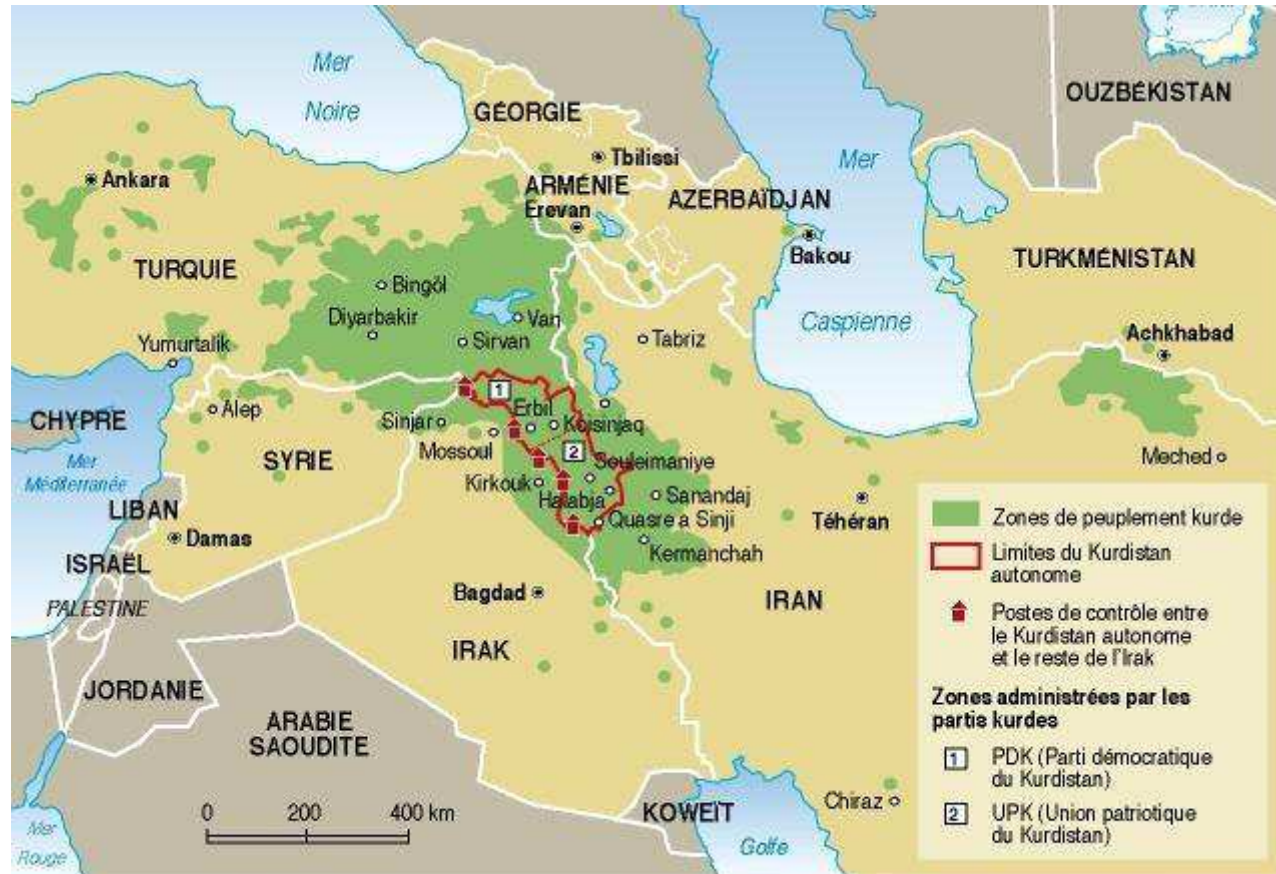 Mer
Noire
GÉORGIE
Tbilissi
OUZBÉKISTAN
Mer
Caspienne
Ankara
ARMÉNIE
Erevan
AZERBAÏDJAN
Bakou
TURKMÉNISTAN
Achkhabad
TURQUIE
Bingöl
Diyarbakir
Van
Sirvan
Tabriz
Yumurtalik
CHYPRE
Mer
Méditerranée
Alep
SYRIE
Sinjar
Mossoul
1
Erbil
Koisinjaq
2
Souleimaniye
Kirkouk
Halabja
Sanandaj
Quasre a Sinji
Kermanchah
Téhéran
Meched
LIBAN
Damas
ISRAËL
PALESTINE
Bagdad
IRAK
IRAN
JORDANIE
ARABIE
SAOUDITE
KOWEÏT
Chiraz
Golfe
Mer
Rouge
0 200 400 km
Zones de peuplement kurde
Limites du Kurdistan
autonome
Postes de contrôle entre
le Kurdistan autonome
et le reste de l'Irak
Zones administrées par les
partis kurdes
1 PDK (Parti démocratique
du Kurdistan)
2 UPK (Union patriotique
du Kurdistan)